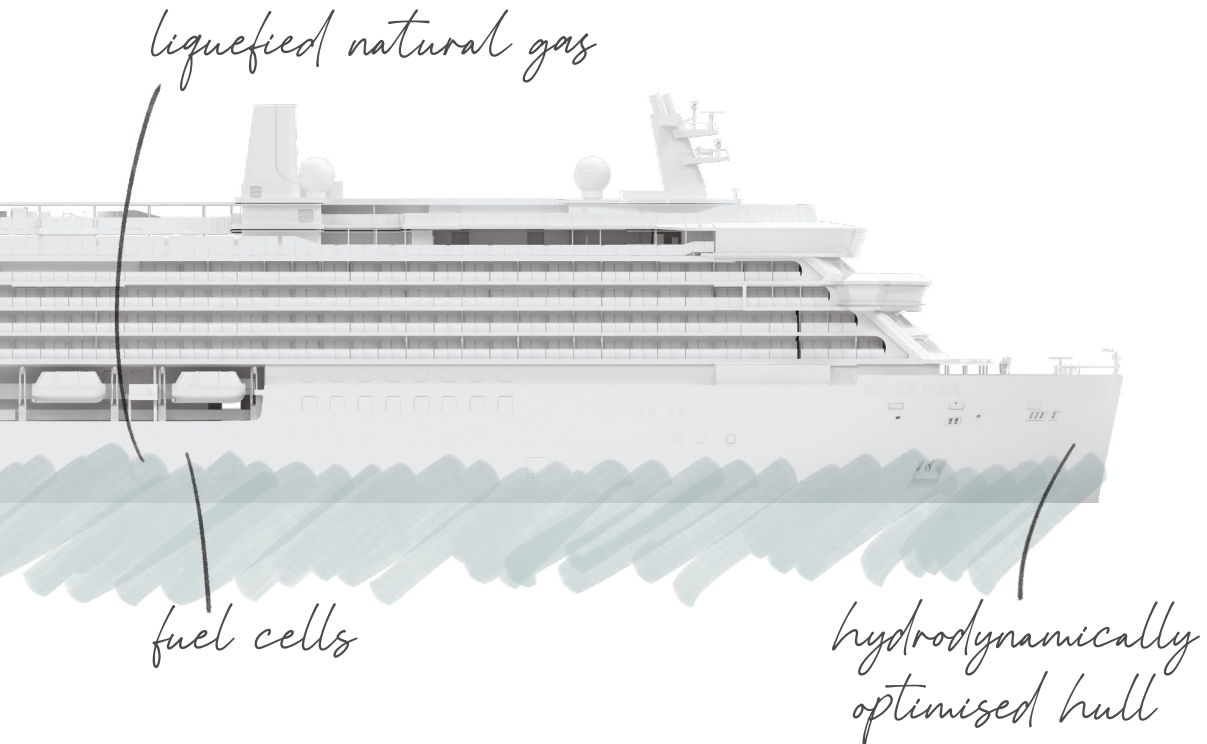 liquefied natural gas
fuel cells
hydrodynamically
optimised hull